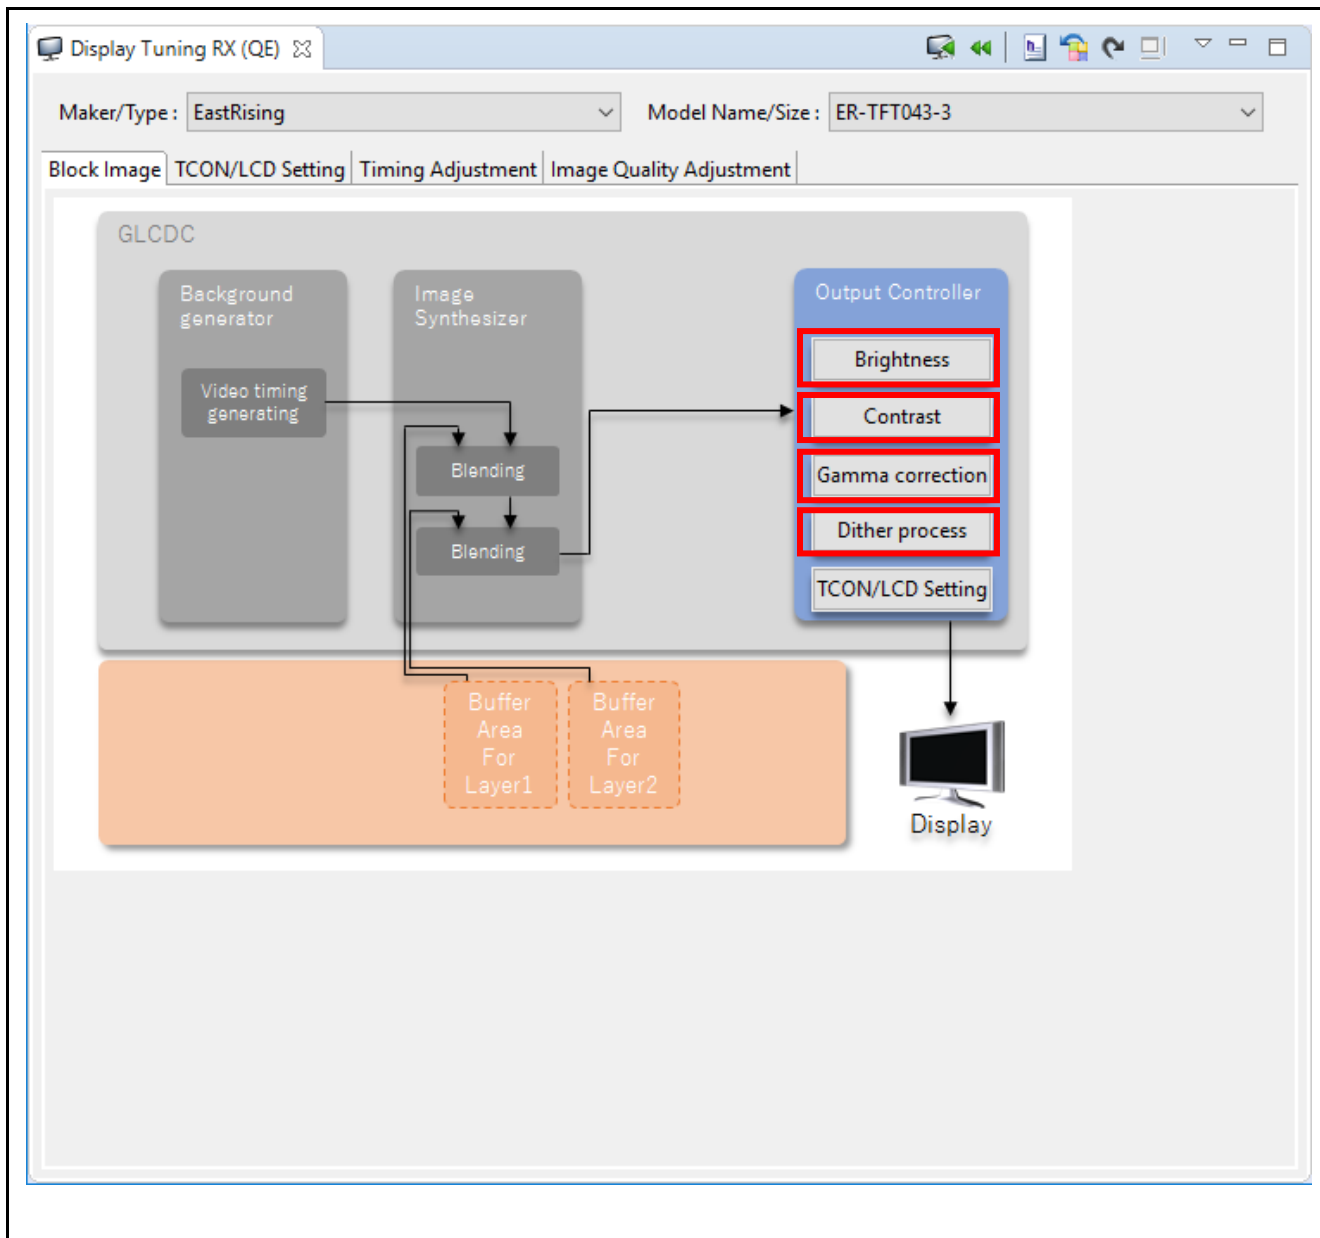 Display Tuning RX (QE)
Maker/Type : EastRising Model Name/Size : ER-TFT043-3
Block Image TCON/LCD Setting Timing Adjustment Image Quality Adjustment
GLCDC
Background
generator
Video timing
generating
Image
Synthesizer
Blending
Blending
Output Controller
Brightness
Contrast
Gamma correction
Dither process
TCON/LCD Setting
Buffer
Area
For
Layer1
Buffer
Area
For
Layer2
Display